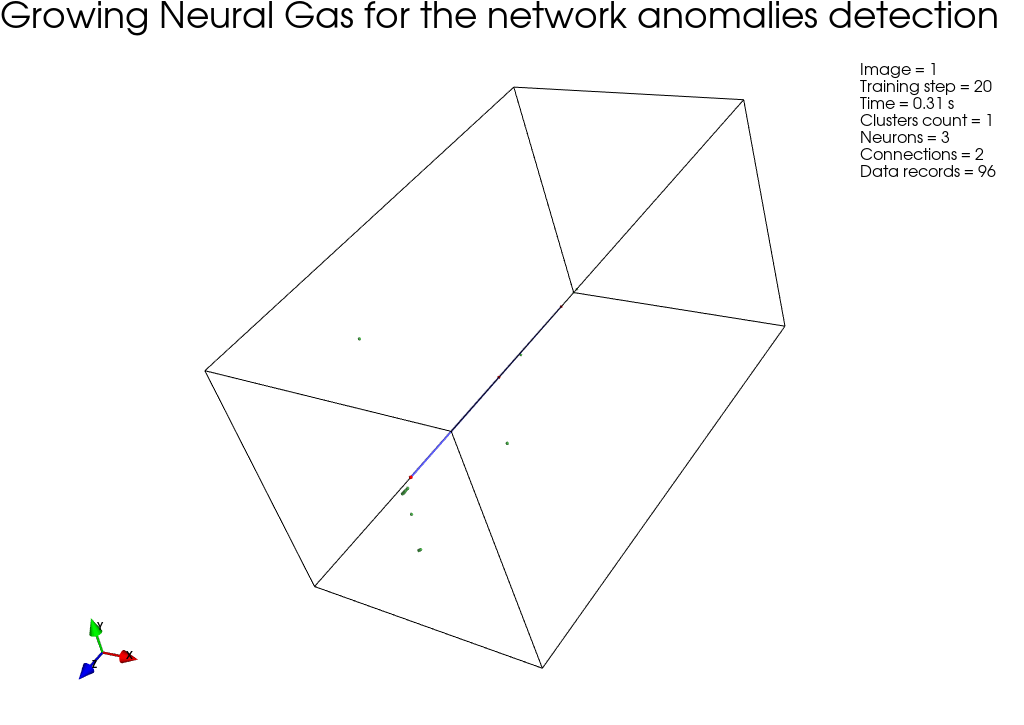 Growing Neural Gas for the network anomalies detection
Image = 1
Training step = 20
Time = 0.31 s
Clusters count = 1
Neurons = 3
Connections = 2
Data records = 96
Y
X
Z